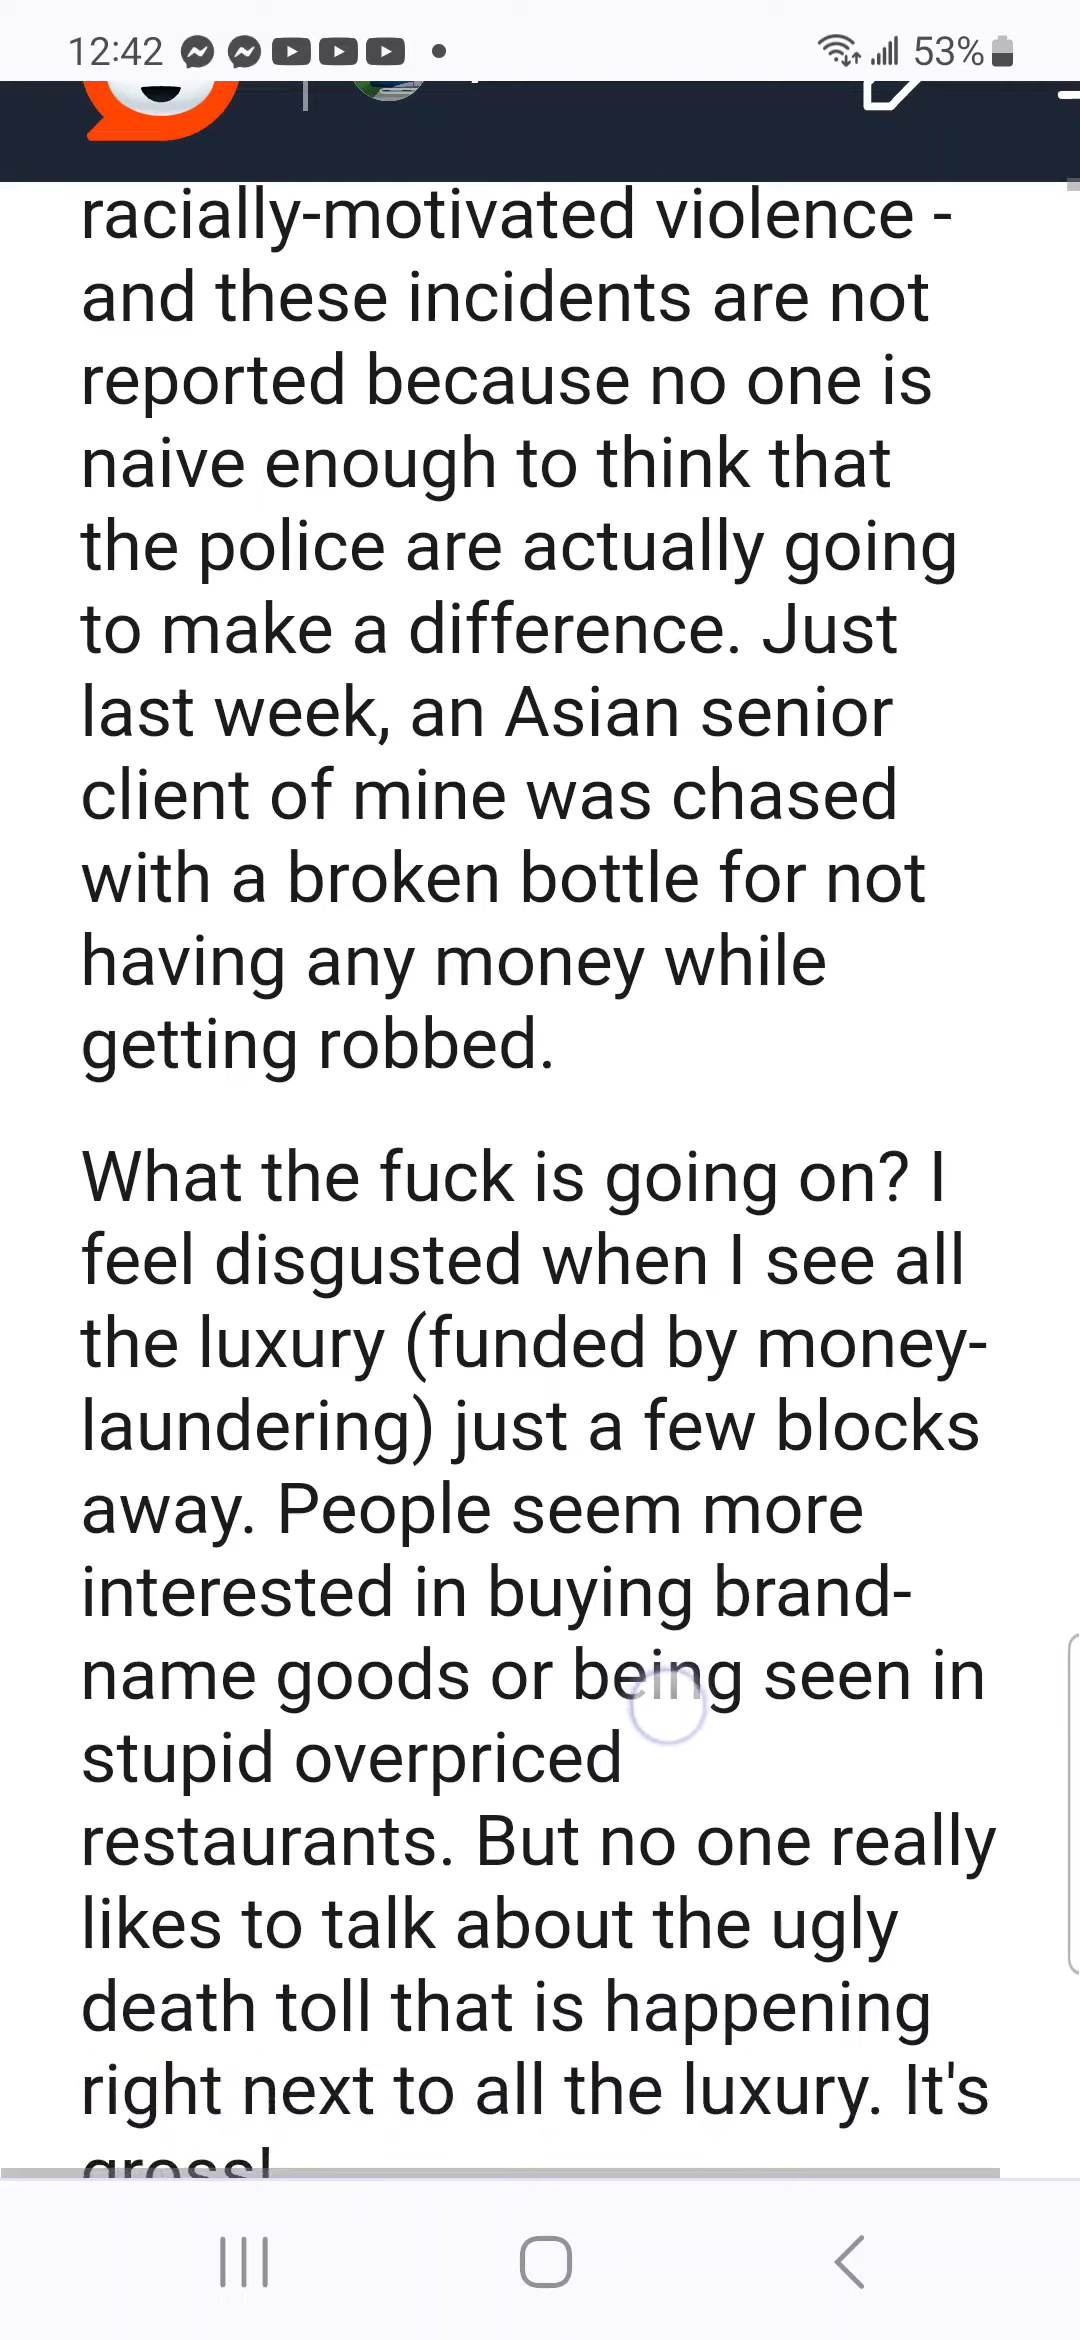 12:42
53%
racially-motivated violence -
and these incidents are not
reported because no one is
naive enough to think that
the police are actually going
to make a difference. Just
last week, an Asian senior
client of mine was chased
with a broken bottle for not
having any money while
getting robbed.
What the fuck is going on? I
feel disgusted when I see all
the luxury (funded by money-
laundering) just a few blocks
away. People seem more
interested in buying brand-
name goods or being seen in
stupid overpriced
restaurants. But no one really
likes to talk about the ugly
death toll that is happening
right next to all the luxury. It's
gross!